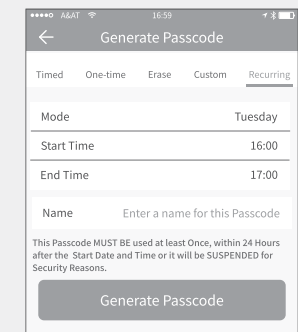 A&AT 16:59
Generate Passcode
Timed One-time Erase Custom Recurring
Mode Tuesday
Start Time 16:00
End Time 17:00
Name Enter a name for this Passcode
This Passcode MUST BE used at least Once, within 24 Hours
after the Start Date and Time or it will be SUSPENDED for
Security Reasons.
Generate Passcode